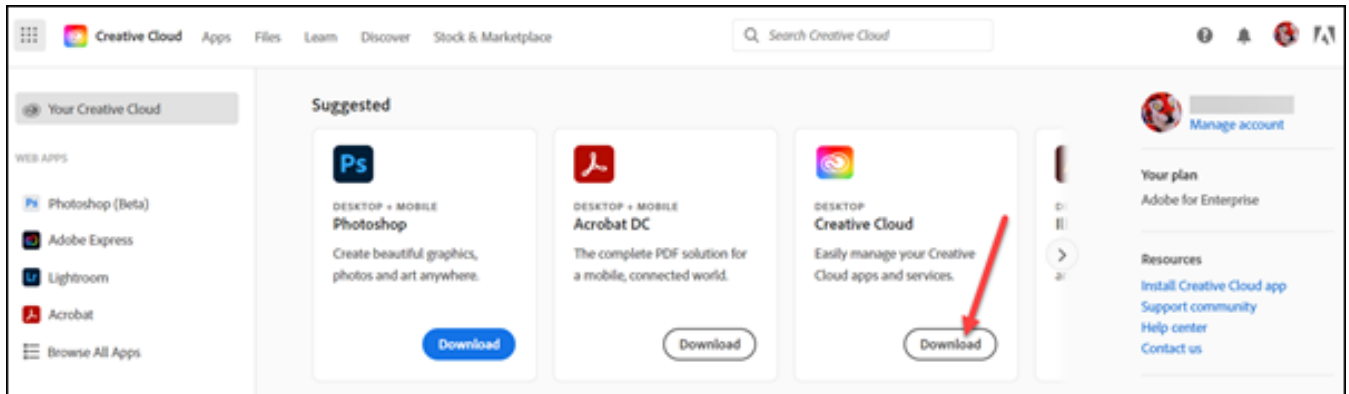 Creative Cloud Apps Files Learn Discover Stock & Marketplace Search Creative Cloud
Your Creative Cloud
WEB APPS
Photoshop (Beta)
Adobe Express
Lightroom
Acrobat
Browse All Apps
Suggested
Ps
DESKTOP + MOBILE
Photoshop
Create beautiful graphics,
photos and art anywhere.
Download
DESKTOP + MOBILE
Acrobat DC
The complete PDF solution for
a mobile, connected world.
Download
DESKTOP
Creative Cloud
Easily manage your Creative
Cloud apps and services.
Download
Manage account
Your plan
Adobe for Enterprise
Resources
Install Creative Cloud app
Support community
Help center
Contact us